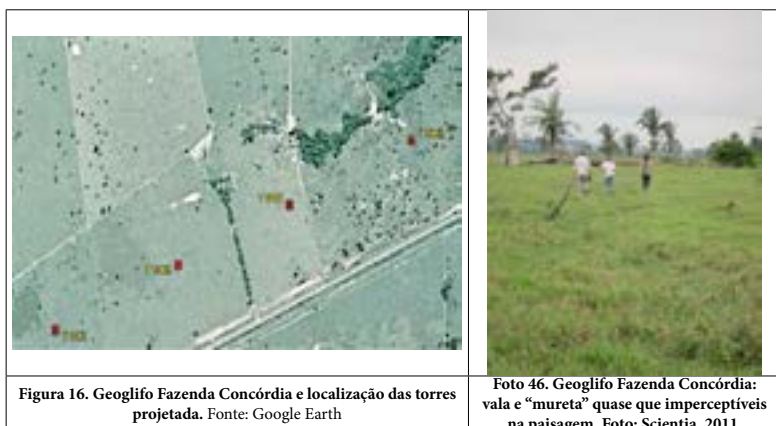 Figura 16. Geoglifo Fazenda Concórdia e localização das torres
projetada. Fonte: Google Earth
Foto 46. Geoglifo Fazenda Concórdia:
vala e “mureta” quase que imperceptíveis
na paisagem. Foto: Scientia, 2011